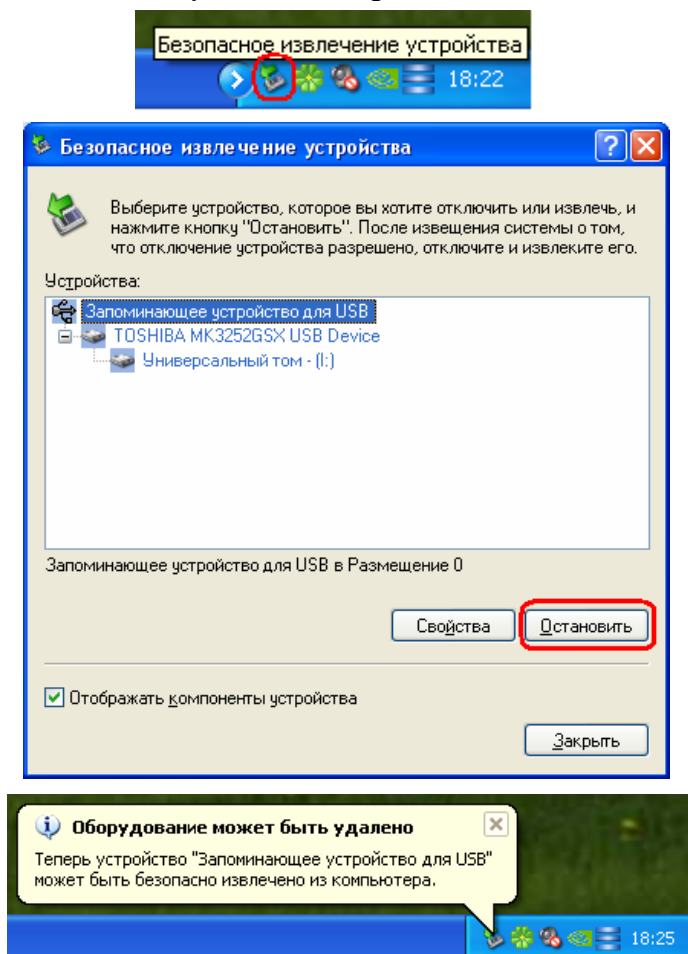 Безопасное извлечение устройства
18:22
Безопасное извлечение устройства
Выберите устройство, которое вы хотите отключить или извлечь, и
нажмите кнопку "Остановить". После извещения системы о том,
что отключение устройства разрешено, отключите и извлеките его.
Устройства:
Запоминающее устройство для USB
TOSHIBA MK3252GSX USB Device
Универсальный том - (I:)
Запоминающее устройство для USB в Размещение 0
Свойства
Остановить
Отображать компоненты устройства
Закрыть
Оборудование может быть удалено
Теперь устройство "Запоминающее устройство для USB"
может быть безопасно извлечено из компьютера.
18:25